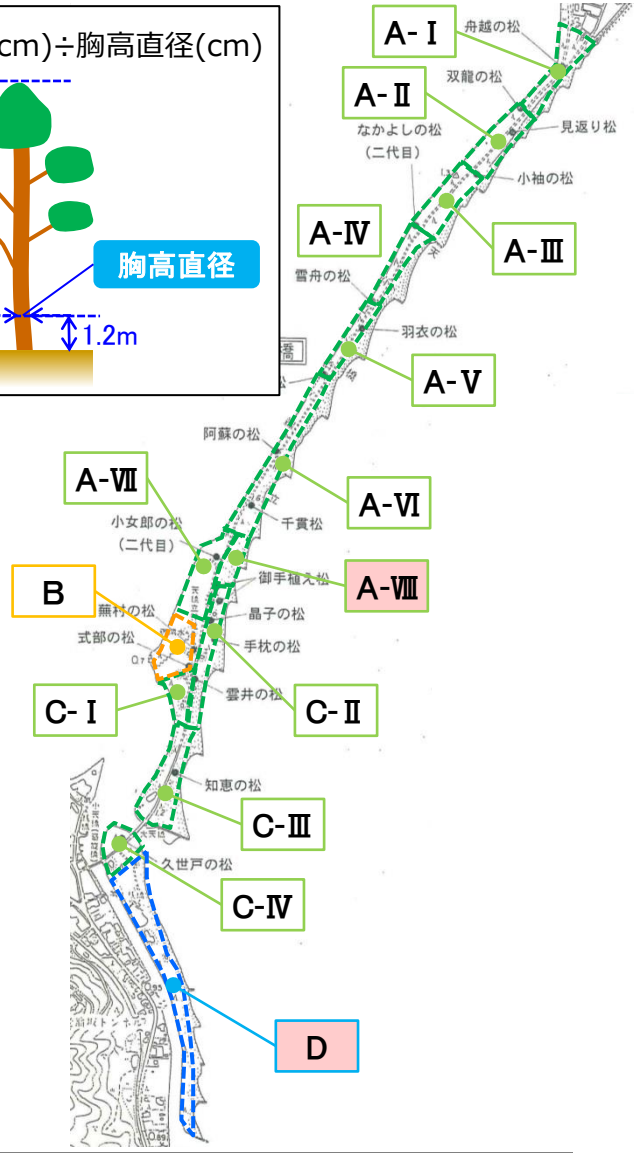 cm)÷胸高直径(cm)
胸高直径
1.2m
A-Ⅰ
舟越の松
双龍の松
A-Ⅱ
見返り松
なかよしの松
(二代目)
小袖の松
A-Ⅳ
A-Ⅲ
雪舟の松
羽衣の松
橋
A-Ⅴ
松
阿蘇の松
A-Ⅶ
A-Ⅵ
千貫松
小女郎の松
(二代目)
御手植え松
A-Ⅷ
B
晶子の松
蕪村の松
手枕の松
式部の松
雲井の松
C-Ⅰ
C-Ⅱ
知恵の松
C-Ⅲ
久世戸の松
C-Ⅳ
D